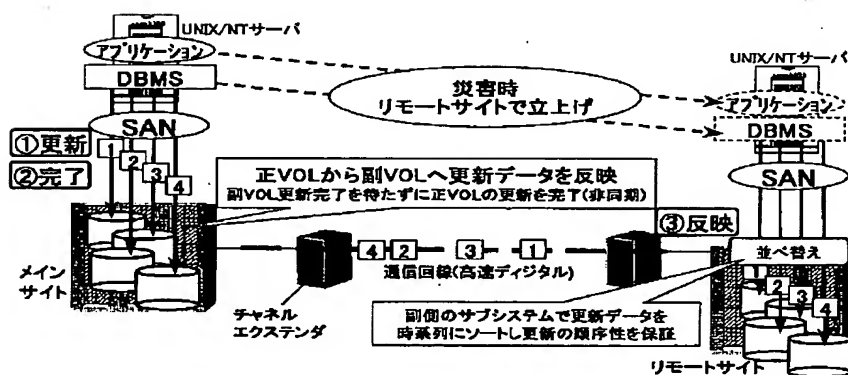 UNIX/NTサーバ
アプリケーション
DBMS
SAN
①更新
②完了
1
2
3
4
メイン
サイト
災害時
リモートサイトで立上げ
正VOLから副VOLへ更新データを反映
副VOL更新完了を待たずに正VOLの更新を完了(非同期)
③反映
4
2
3
1
通信回線(高速ディジタル)
チャネル
エクステンダ
副側のサブシステムで更新データを
時系列にソートし更新の順序性を保証
UNIX/NTサーバ
アプリケーション
DBMS
SAN
並べ替え
2
3
4
リモートサイト